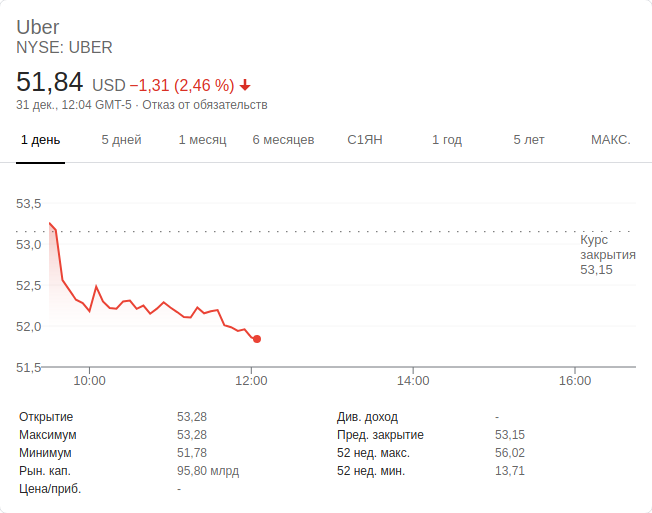 Uber
NYSE: UBER
51,84 USD −1,31 (2,46 %)
31 дек., 12:04 GMT-5 · Отказ от обязательств
1 день 5 дней 1 месяц 6 месяцев С1ЯН 1 год 5 лет МАКС.
53,5
53,0
52,5
52,0
51,5
Курс
закрытия
53,15
10:00 12:00 14:00 16:00
Открытие 53,28 Див. доход -
Максимум 53,28 Пред. закрытие 53,15
Минимум 51,78 52 нед. макс. 56,02
Рын. кап. 95,80 млрд 52 нед. мин. 13,71
Цена/приб. -